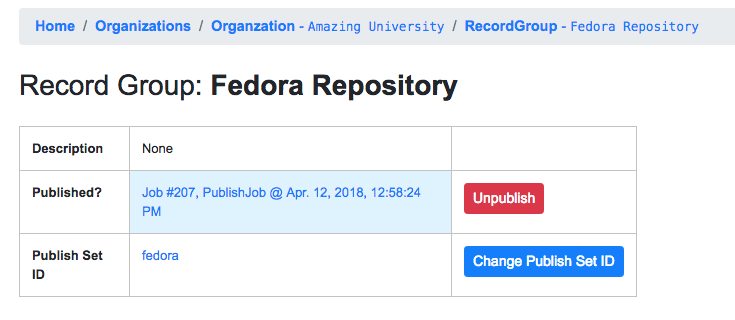 Home / Organizations / Organzation - Amazing University / RecordGroup - Fedora Repository
Record Group: Fedora Repository
Description None
Published? Job #207, PublishJob @ Apr. 12, 2018, 12:58:24 PM Unpublish
Publish Set ID fedora Change Publish Set ID